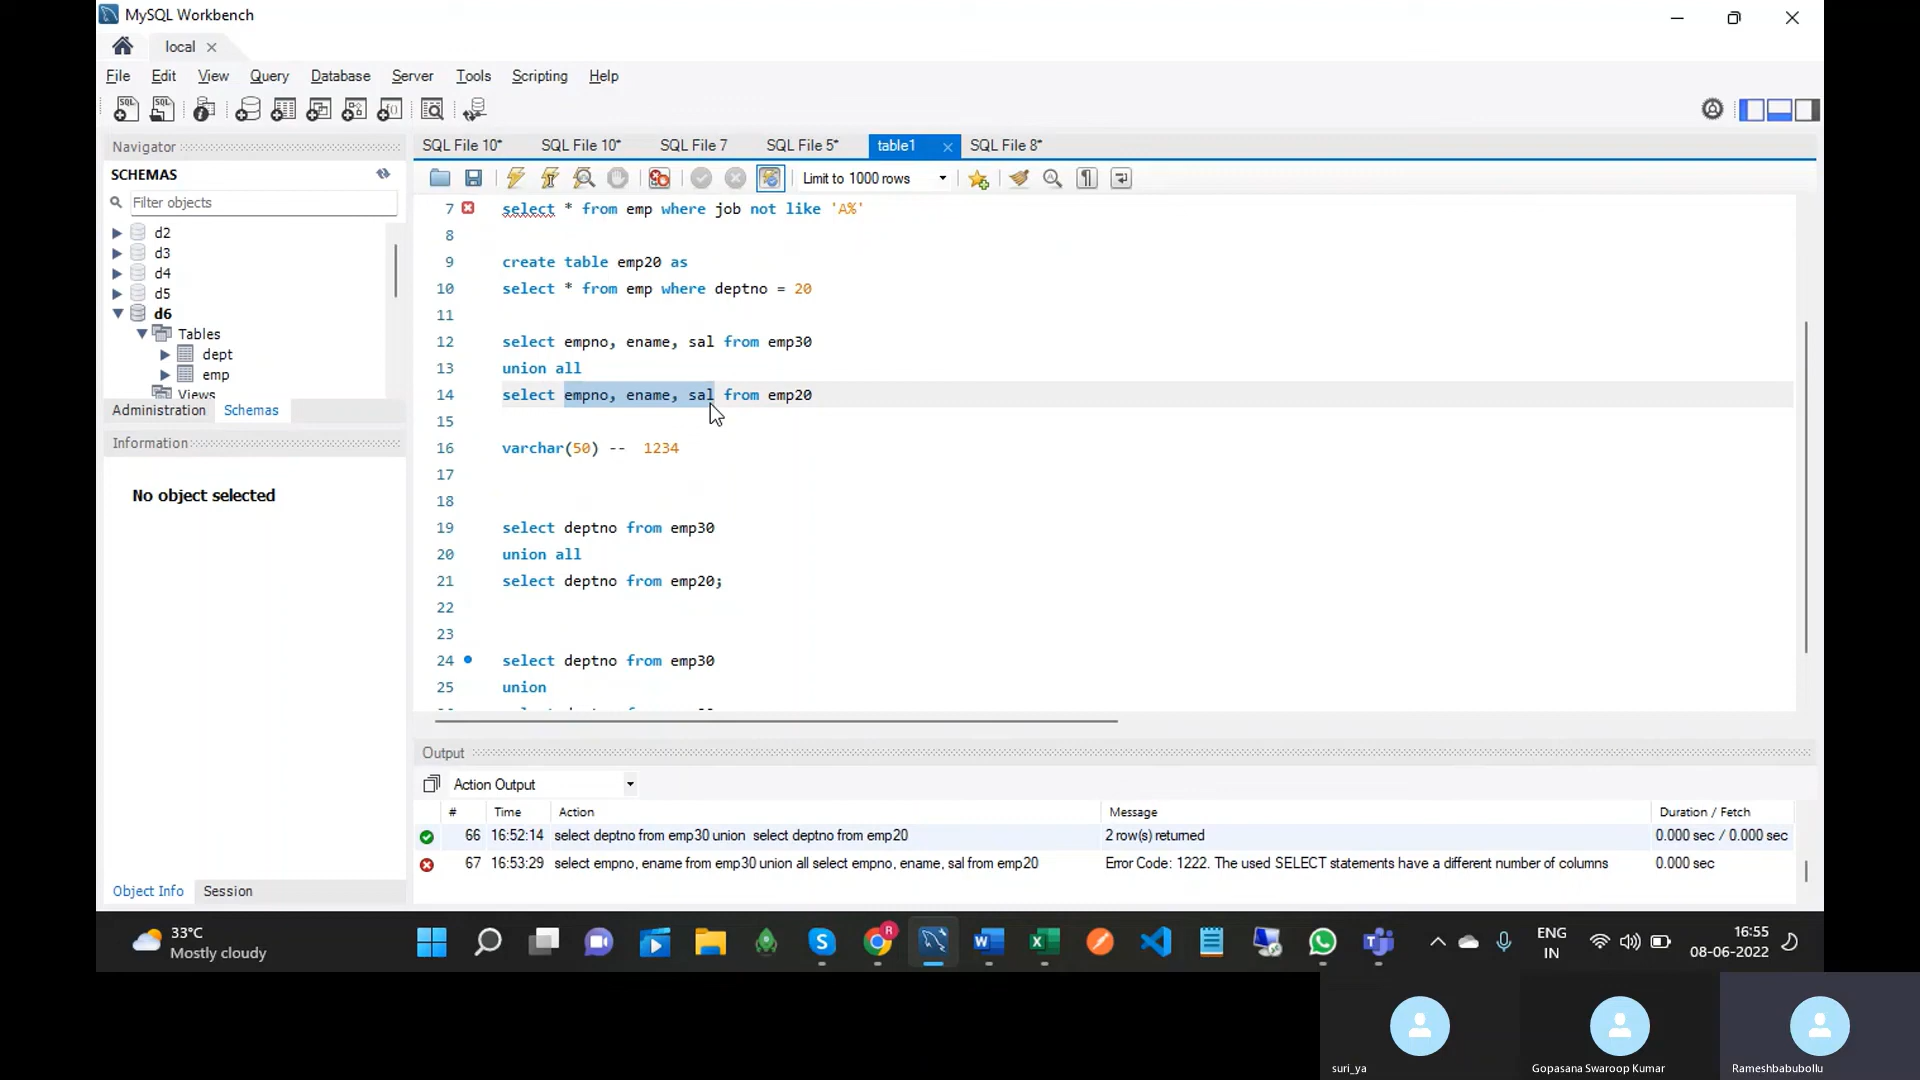 MySQL Workbench
local
File Edit View Query Database Server Tools Scripting Help
Navigator
SCHEMAS
Filter objects
d2
d3
d4
d5
d6
Tables
dept
emp
Views
Administration Schemas
Information
No object selected
Object Info Session
SQL File 10* SQL File 10* SQL File 7 SQL File 5* table1 SQL File 8*
Limit to 1000 rows
7 select * from emp where job not like 'A%'
8
9 create table emp20 as
10 select * from emp where deptno = 20
11
12 select empno, ename, sal from emp30
13 union all
14 select empno, ename, sal from emp20
15
16 varchar(50) -- 1234
17
18
19 select deptno from emp30
20 union all
21 select deptno from emp20;
22
23
24 select deptno from emp30
25 union
Output
Action Output
# Time Action Message Duration / Fetch
66 16:52:14 select deptno from emp30 union select deptno from emp20 2 row(s) returned 0.000 sec / 0.000 sec
67 16:53:29 select empno, ename from emp30 union all select empno, ename, sal from emp20 Error Code: 1222. The used SELECT statements have a different number of columns 0.000 sec
33°C
Mostly cloudy
ENG
IN
16:55
08-06-2022
suri_ya
Gopasana Swaroop Kumar
Rameshbabubollu